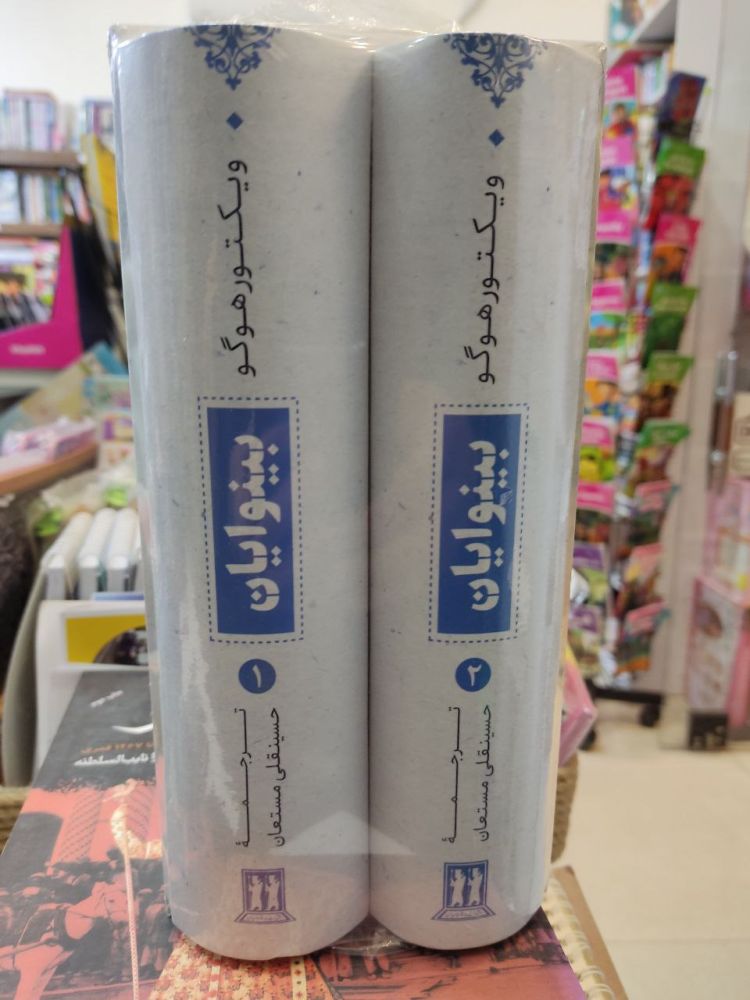 ویکتور هوگو
بینوایان
۱
ترجمهٔ
حسینقلی مستعان
ویکتور هوگو
بینوایان
۲
ترجمهٔ
حسینقلی مستعان